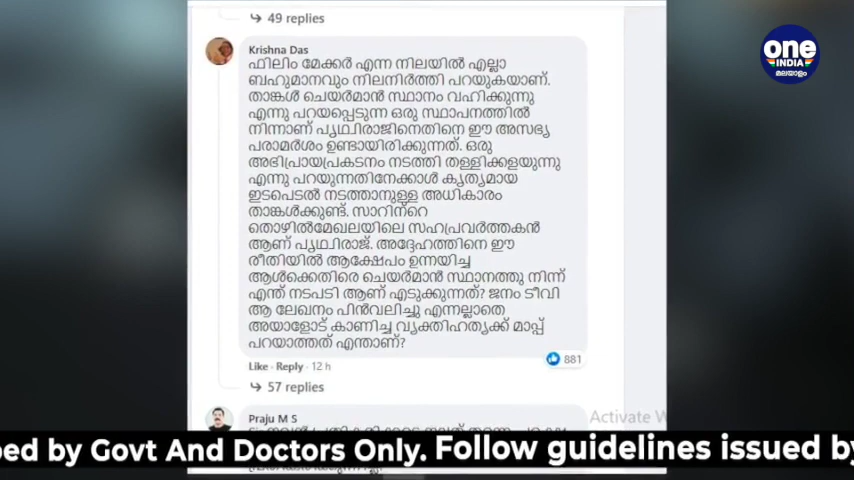 49 replies
one
INDIA
മലയാളം
Krishna Das
ഫിലിം മേക്കർ എന്ന നിലയിൽ എല്ലാ
ബഹുമാനവും നിലനിർത്തി പറയുകയാണ്.
താങ്കൾ ചെയർമാൻ സ്ഥാനം വഹിക്കുന്നു
എന്നു പറയപ്പെടുന്ന ഒരു സ്ഥാപനത്തിൽ
നിന്നാണ് പൃഥ്വിരാജിനെതിനെ ഈ അസഭ്യ
പരാമർശം ഉണ്ടായിരിക്കുന്നത്. ഒരു
അഭിപ്രായപ്രകടനം നടത്തി തള്ളിക്കളയുന്നു
എന്നു പറയുന്നതിനേക്കാൾ കൃത്യമായ
ഇടപെടൽ നടത്താനുള്ള അധികാരം
താങ്കൾക്കുണ്ട്. സാറിന്റെ
തൊഴിൽമേഖലയിലെ സഹപ്രവർത്തകൻ
ആണ് പൃഥ്വിരാജ്. അദ്ദേഹത്തിനെ ഈ
രീതിയിൽ ആക്ഷേപം ഉന്നയിച്ച
ആൾക്കെതിരെ ചെയർമാൻ സ്ഥാനത്തു നിന്ന്
എന്ത് നടപടി ആണ് എടുക്കുന്നത്? ജനം ടീവി
ആ ലേഖനം പിൻവലിച്ചു എന്നല്ലാതെ
അയാളോട് കാണിച്ച വ്യക്തിഹത്യക്ക് മാപ്പ്
പറയാത്തത് എന്താണ്?
881
Like · Reply · 12 h
57 replies
Praju M S
Activate W
ped by Govt And Doctors Only. Follow guidelines issued by